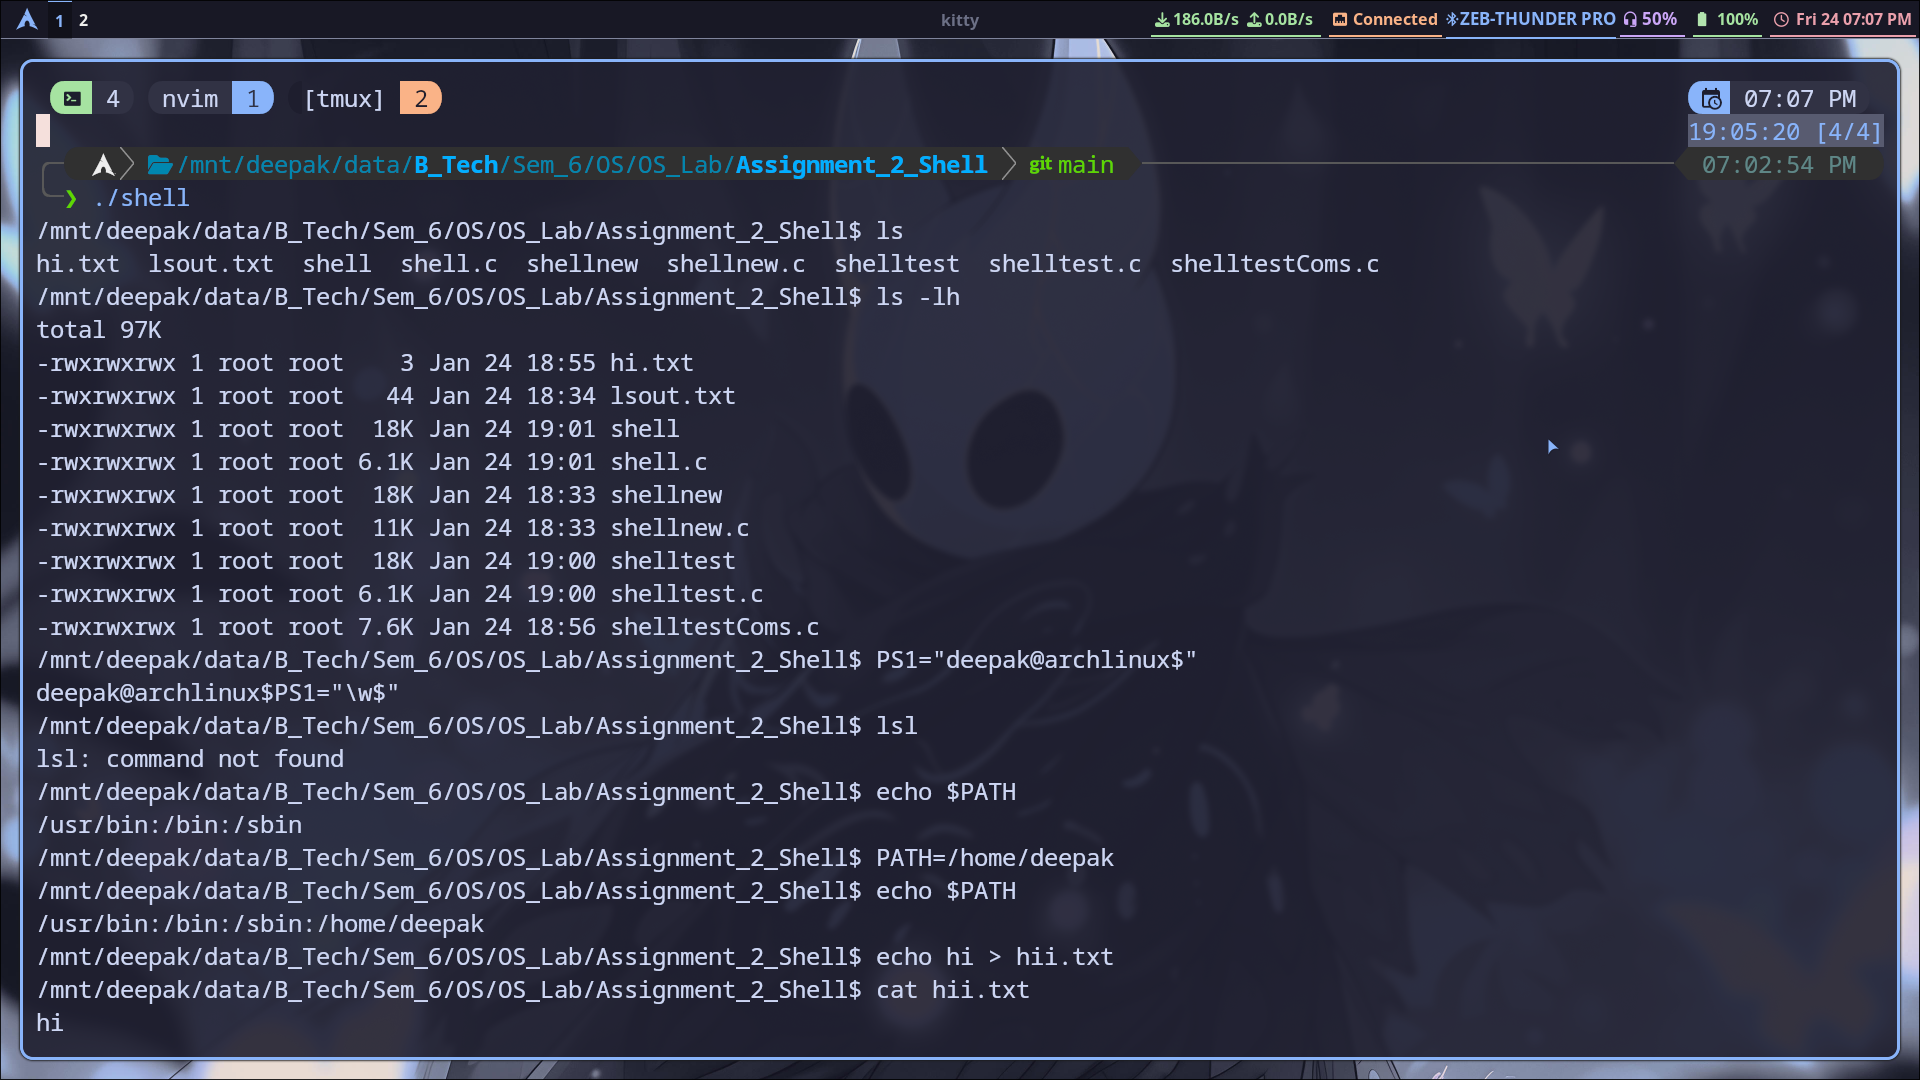 1 2 kitty 186.0B/s 0.0B/s Connected ZEB-THUNDER PRO 50% 100% Fri 24 07:07 PM
4 nvim 1 [tmux] 2 07:07 PM
19:05:20 [4/4]
/mnt/deepak/data/B_Tech/Sem_6/OS/OS_Lab/Assignment_2_Shell git main 07:02:54 PM
❯ ./shell
/mnt/deepak/data/B_Tech/Sem_6/OS/OS_Lab/Assignment_2_Shell$ ls
hi.txt  lsout.txt  shell  shell.c  shellnew  shellnew.c  shelltest  shelltest.c  shelltestComs.c
/mnt/deepak/data/B_Tech/Sem_6/OS/OS_Lab/Assignment_2_Shell$ ls -lh
total 97K
-rwxrwxrwx 1 root root    3 Jan 24 18:55 hi.txt
-rwxrwxrwx 1 root root   44 Jan 24 18:34 lsout.txt
-rwxrwxrwx 1 root root  18K Jan 24 19:01 shell
-rwxrwxrwx 1 root root 6.1K Jan 24 19:01 shell.c
-rwxrwxrwx 1 root root  18K Jan 24 18:33 shellnew
-rwxrwxrwx 1 root root  11K Jan 24 18:33 shellnew.c
-rwxrwxrwx 1 root root  18K Jan 24 19:00 shelltest
-rwxrwxrwx 1 root root 6.1K Jan 24 19:00 shelltest.c
-rwxrwxrwx 1 root root 7.6K Jan 24 18:56 shelltestComs.c
/mnt/deepak/data/B_Tech/Sem_6/OS/OS_Lab/Assignment_2_Shell$ PS1="deepak@archlinux$"
deepak@archlinux$PS1="\w$"
/mnt/deepak/data/B_Tech/Sem_6/OS/OS_Lab/Assignment_2_Shell$ lsl
lsl: command not found
/mnt/deepak/data/B_Tech/Sem_6/OS/OS_Lab/Assignment_2_Shell$ echo $PATH
/usr/bin:/bin:/sbin
/mnt/deepak/data/B_Tech/Sem_6/OS/OS_Lab/Assignment_2_Shell$ PATH=/home/deepak
/mnt/deepak/data/B_Tech/Sem_6/OS/OS_Lab/Assignment_2_Shell$ echo $PATH
/usr/bin:/bin:/sbin:/home/deepak
/mnt/deepak/data/B_Tech/Sem_6/OS/OS_Lab/Assignment_2_Shell$ echo hi > hii.txt
/mnt/deepak/data/B_Tech/Sem_6/OS/OS_Lab/Assignment_2_Shell$ cat hii.txt
hi